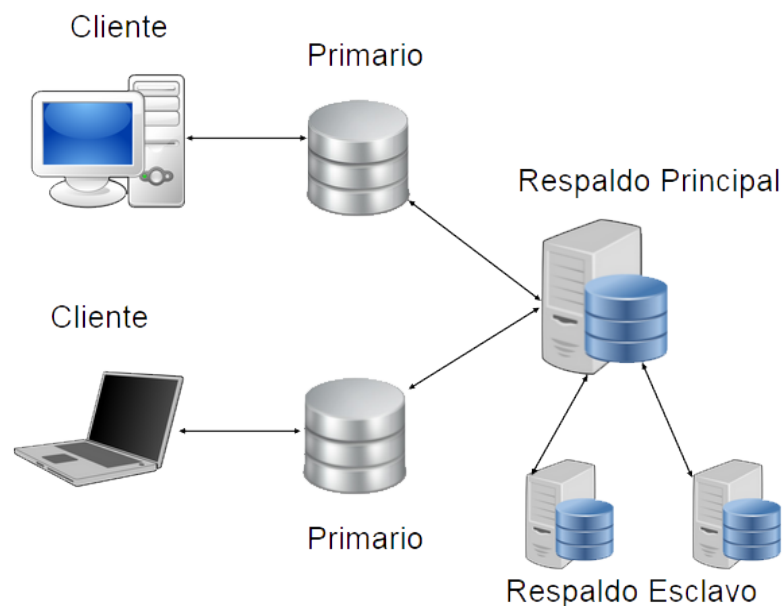 Cliente
Primario
Respaldo Principal
Cliente
Primario
Respaldo Esclavo